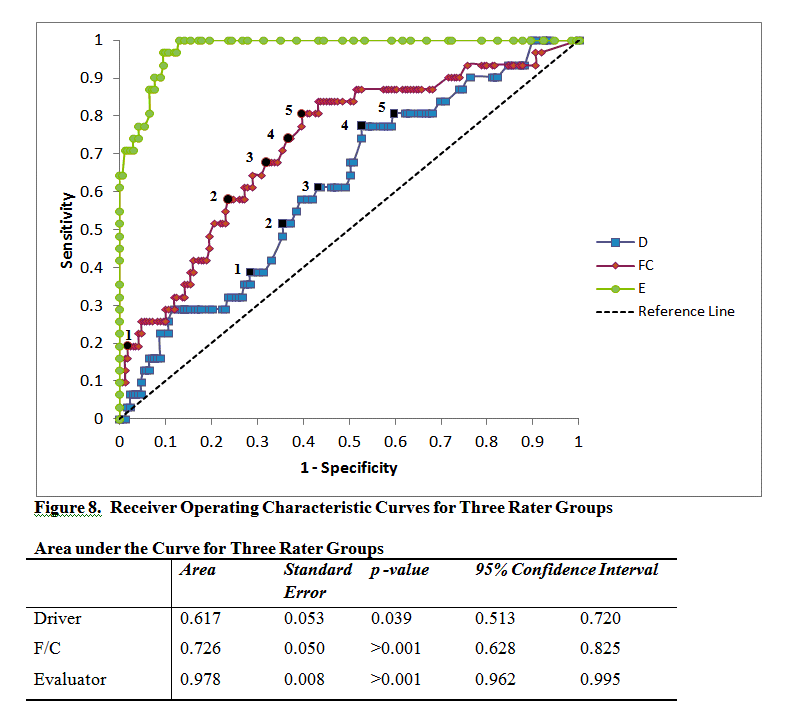 1
0.9
0.8
0.7
0.6
0.5
0.4
0.3
0.2
0.1
0
Sensitivity
0 0.1 0.2 0.3 0.4 0.5 0.6 0.7 0.8 0.9 1
1 - Specificity
1
2
3
4
5
1
2
3
4
5
D
FC
E
Reference Line
Figure 8. Receiver Operating Characteristic Curves for Three Rater Groups
Area under the Curve for Three Rater Groups
Area Standard p-value 95% Confidence Interval
Error
Driver 0.617 0.053 0.039 0.513 0.720
F/C 0.726 0.050 >0.001 0.628 0.825
Evaluator 0.978 0.008 >0.001 0.962 0.995